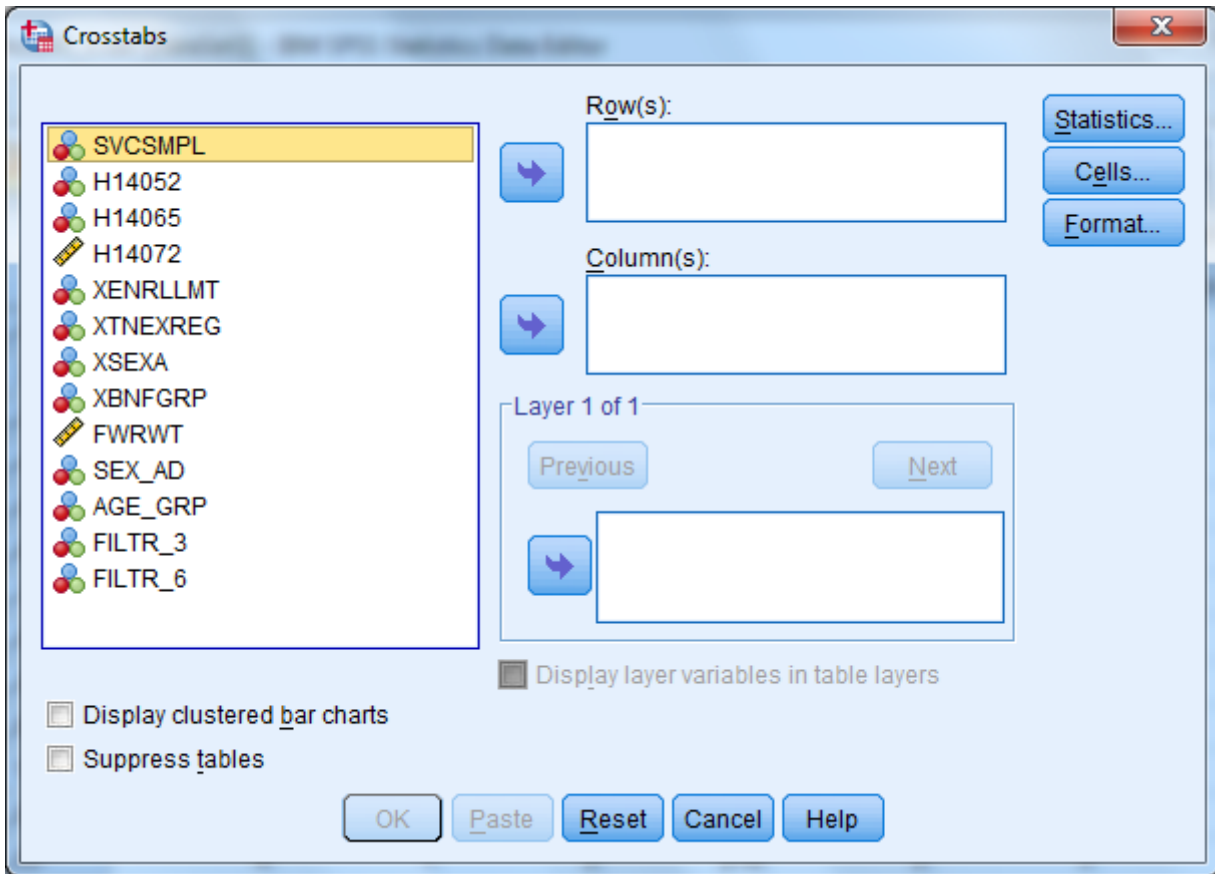 Crosstabs
SVCSMPL
H14052
H14065
H14072
XENRLLMT
XTNEXREG
XSEXA
XBNFGRP
FWRWT
SEX_AD
AGE_GRP
FILTR_3
FILTR_6
Row(s):
Column(s):
Layer 1 of 1
Previous Next
Display layer variables in table layers
Statistics...
Cells...
Format...
Display clustered bar charts
Suppress tables
OK Paste Reset Cancel Help